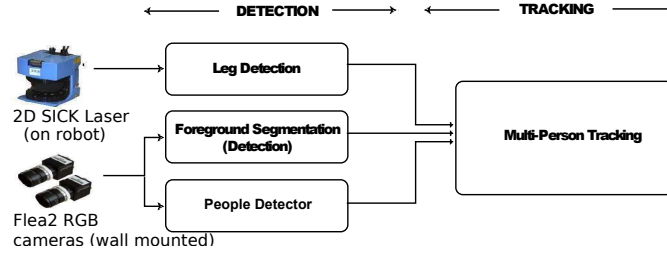 DETECTION
TRACKING
Leg Detection
2D SICK Laser
(on robot)
Foreground Segmentation
(Detection)
Multi-Person Tracking
People Detector
Flea2 RGB
cameras (wall mounted)